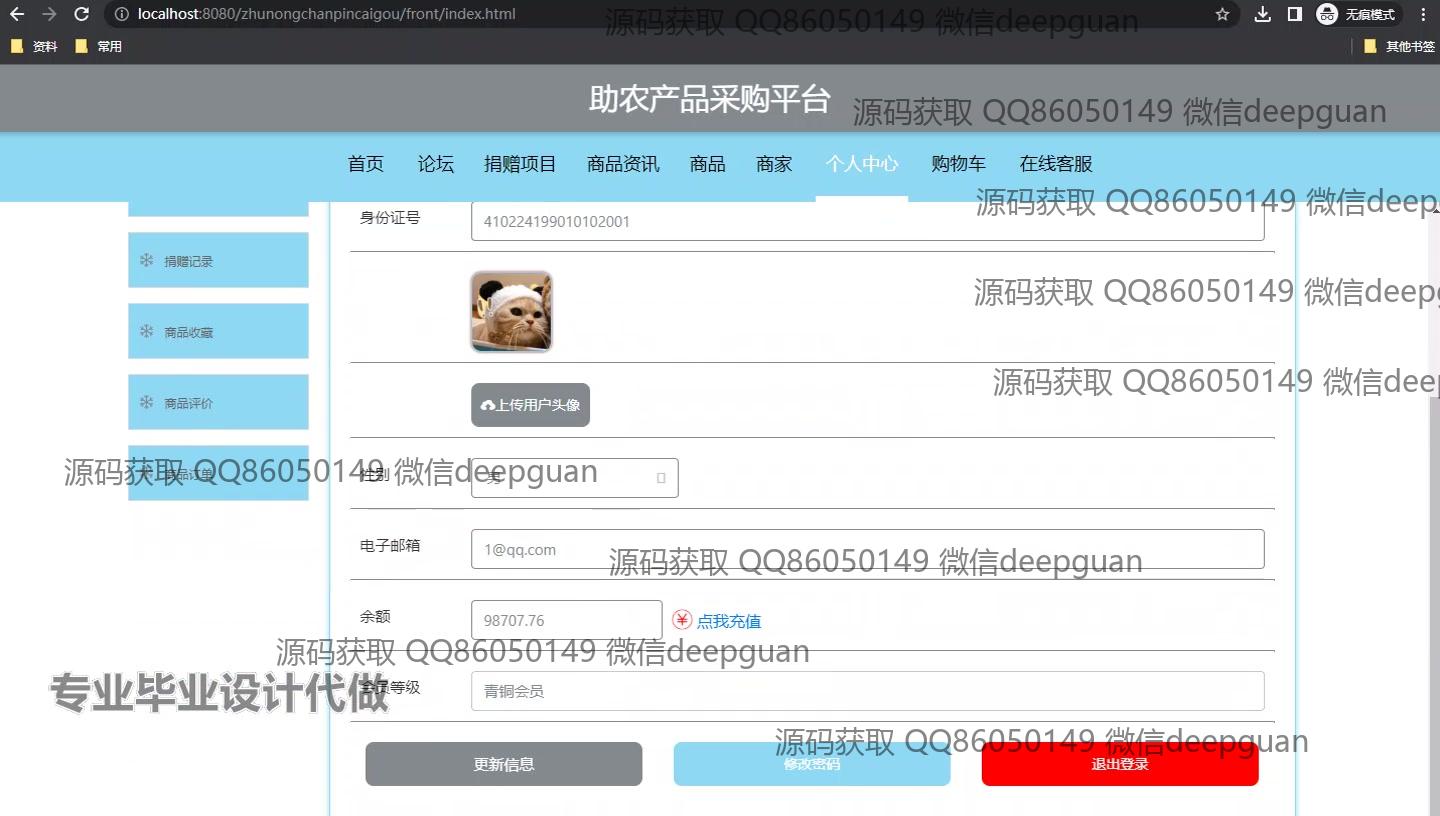 localhost:8080/zhunongchanpincaigou/front/index.html
源码获取 QQ86050149 微信deepguan
无痕模式
资料 常用 其他书签
助农产品采购平台
源码获取 QQ86050149 微信deepguan
首页 论坛 捐赠项目 商品资讯 商品 商家 个人中心 购物车 在线客服
源码获取 QQ86050149 微信deep
身份证号 410224199010102001
捐赠记录
源码获取 QQ86050149 微信deepg
商品收藏
源码获取 QQ86050149 微信deep
商品评价
上传用户头像
源码获取 QQ86050149 微信deepguan
商品订单
性别 男
电子邮箱 1@qq.com
源码获取 QQ86050149 微信deepguan
余额 98707.76 ¥ 点我充值
源码获取 QQ86050149 微信deepguan
专业毕业设计代做
会员等级 青铜会员
源码获取 QQ86050149 微信deepguan
更新信息 修改密码 退出登录